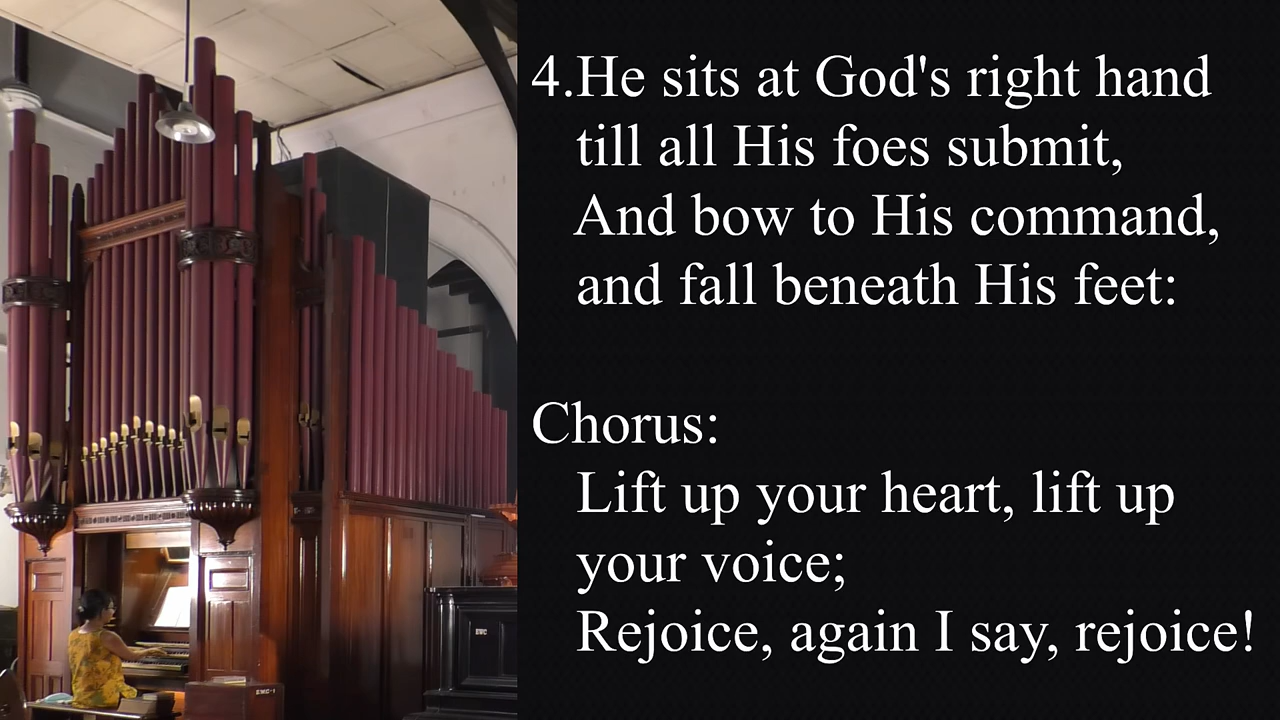 4.He sits at God's right hand
till all His foes submit,
And bow to His command,
and fall beneath His feet:
Chorus:
Lift up your heart, lift up
your voice;
Rejoice, again I say, rejoice!
EWC